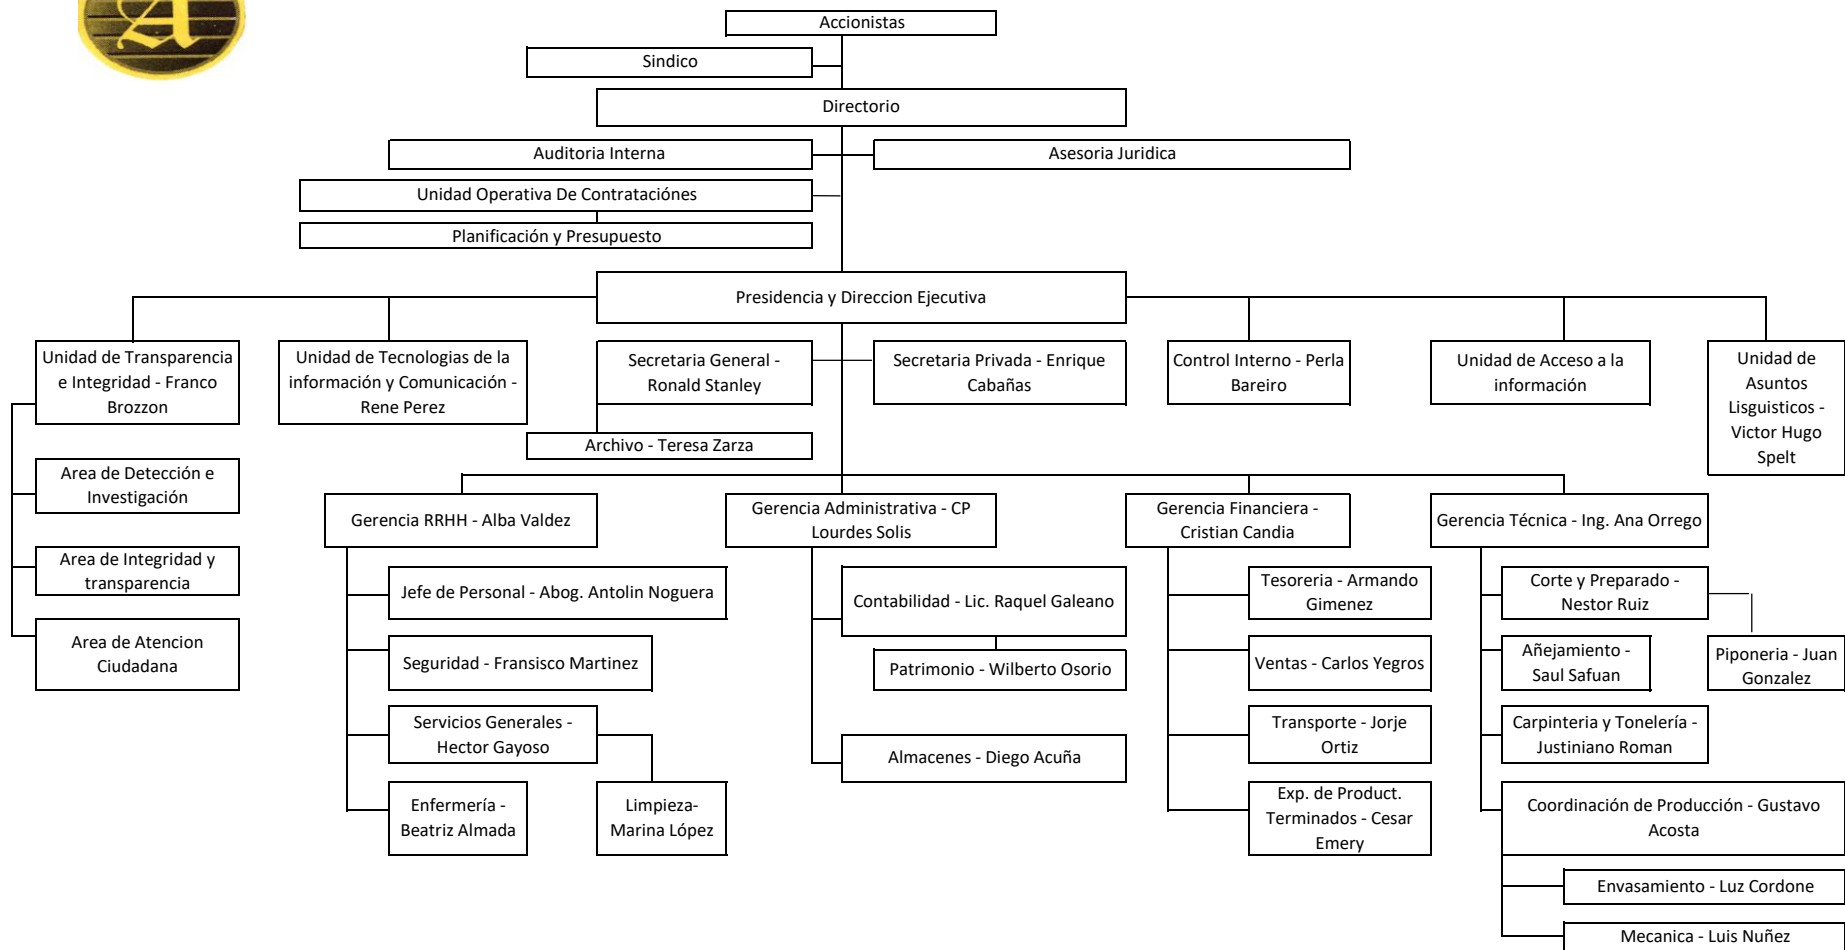 A
Accionistas
Sindico
Directorio
Auditoria Interna
Asesoria Juridica
Unidad Operativa De Contrataciónes
Planificación y Presupuesto
Presidencia y Direccion Ejecutiva
Unidad de Transparencia
e Integridad - Franco
Brozzon
Unidad de Tecnologias de la
información y Comunicación -
Rene Perez
Secretaria General -
Ronald Stanley
Secretaria Privada - Enrique
Cabañas
Control Interno - Perla
Bareiro
Unidad de Acceso a la
información
Unidad de
Asuntos
Lisguisticos -
Victor Hugo
Spelt
Archivo - Teresa Zarza
Area de Detección e
Investigación
Area de Integridad y
transparencia
Area de Atencion
Ciudadana
Gerencia RRHH - Alba Valdez
Gerencia Administrativa - CP
Lourdes Solis
Gerencia Financiera -
Cristian Candia
Gerencia Técnica - Ing. Ana Orrego
Jefe de Personal - Abog. Antolin Noguera
Seguridad - Fransisco Martinez
Servicios Generales -
Hector Gayoso
Enfermería -
Beatriz Almada
Limpieza-
Marina López
Contabilidad - Lic. Raquel Galeano
Patrimonio - Wilberto Osorio
Almacenes - Diego Acuña
Tesoreria - Armando
Gimenez
Ventas - Carlos Yegros
Transporte - Jorje
Ortiz
Exp. de Product.
Terminados - Cesar
Emery
Corte y Preparado -
Nestor Ruiz
Piponeria - Juan
Gonzalez
Añejamiento -
Saul Safuan
Carpinteria y Tonelería -
Justiniano Roman
Coordinación de Producción - Gustavo
Acosta
Envasamiento - Luz Cordone
Mecanica - Luis Nuñez